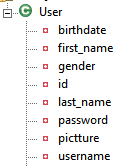 User
birthdate
first_name
gender
id
last_name
password
pictture
username